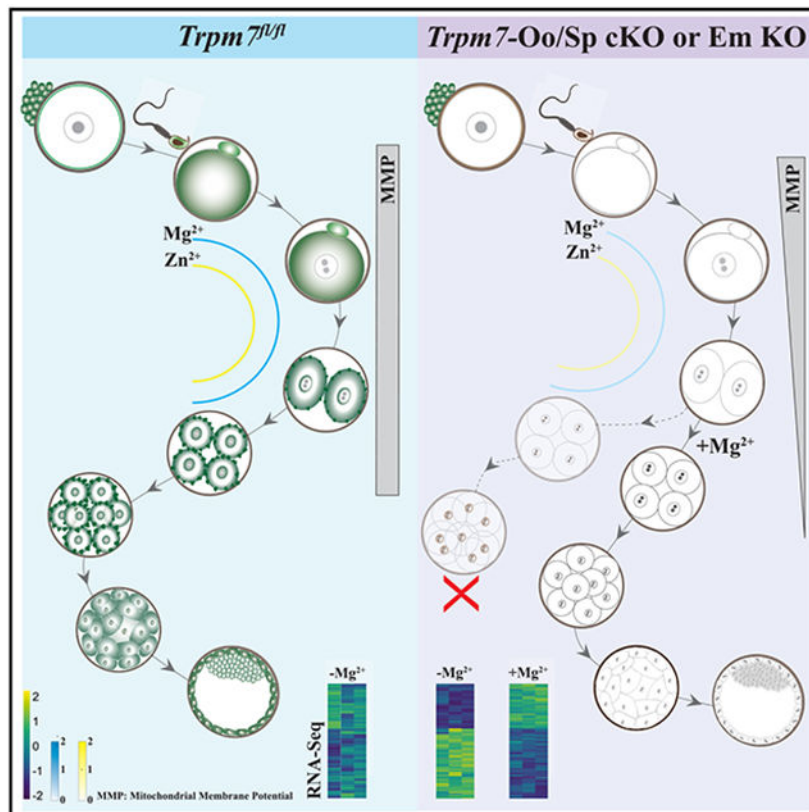 Trpm7fl/fl
Trpm7-Oo/Sp cKO or Em KO
MMP
MMP
Mg2+
Zn2+
Mg2+
Zn2+
+Mg2+
-Mg2+
-Mg2+
+Mg2+
RNA-Seq
2
1
0
-1
-2
2
1
0
2
1
0
MMP: Mitochondrial Membrane Potential